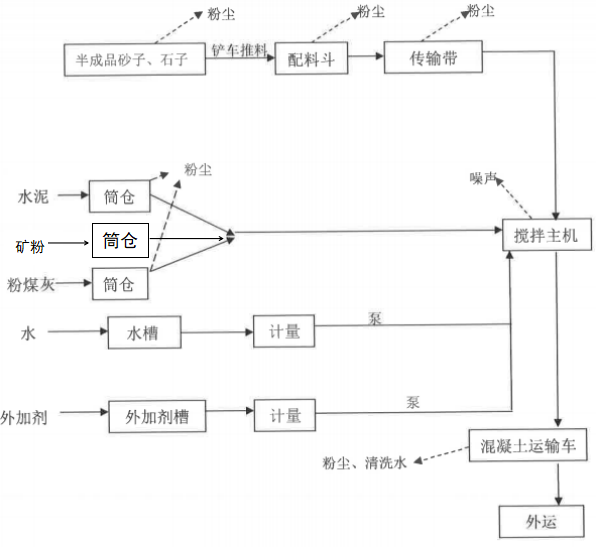 粉尘
粉尘
粉尘
半成品砂子、石子
铲车推料
配料斗
传输带
粉尘
噪声
水泥
筒仓
矿粉
筒仓
搅拌主机
粉煤灰
筒仓
水
水槽
计量
泵
外加剂
外加剂槽
计量
泵
混凝土运输车
粉尘、清洗水
外运